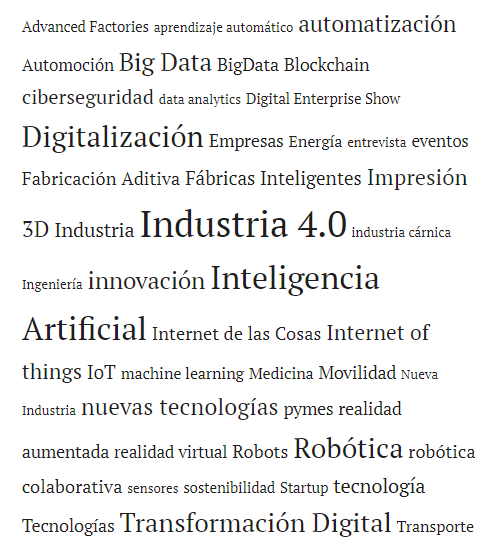 Advanced Factories aprendizaje automático automatización
Automoción Big Data BigData Blockchain
ciberseguridad data analytics Digital Enterprise Show
Digitalización Empresas Energía entrevista eventos
Fabricación Aditiva Fábricas Inteligentes Impresión
3D Industria Industria 4.0 industria cárnica
Ingeniería innovación Inteligencia
Artificial Internet de las Cosas Internet of
things IoT machine learning Medicina Movilidad Nueva
Industria nuevas tecnologías pymes realidad
aumentada realidad virtual Robots Robótica robótica
colaborativa sensores sostenibilidad Startup tecnología
Tecnologías Transformación Digital Transporte